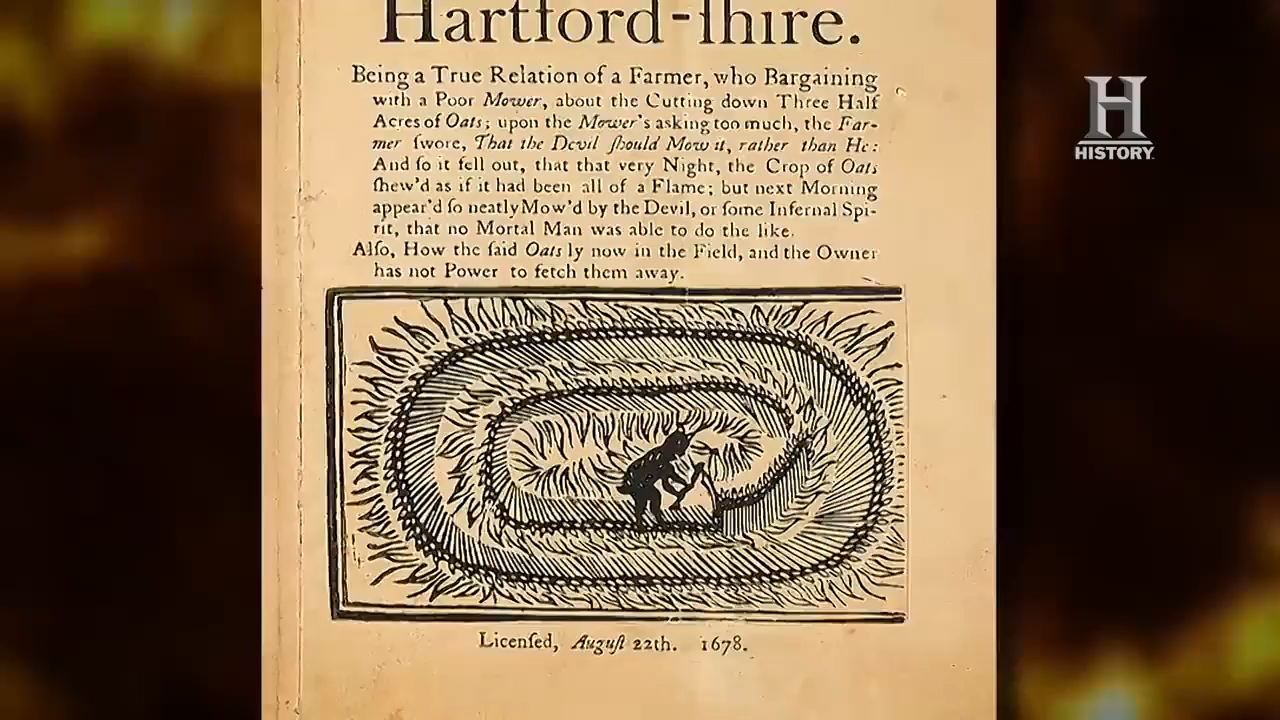 Hartford-ſhire.
Being a True Relation of a Farmer, who Bargaining
with a Poor Mower, about the Cutting down Three Half
Acres of Oats; upon the Mower's asking too much, the Far-
mer ſwore, That the Devil ſhould Mow it, rather than He:
And ſo it fell out, that that very Night, the Crop of Oats
ſhew'd as if it had been all of a Flame; but next Morning
appear'd ſo neatly Mow'd by the Devil, or ſome Infernal Spi-
rit, that no Mortal Man was able to do the like.
Alſo, How the ſaid Oats ly now in the Field, and the Owner
has not Power to fetch them away.
Licenſed, Auguſt 22th. 1678.
H
HISTORY